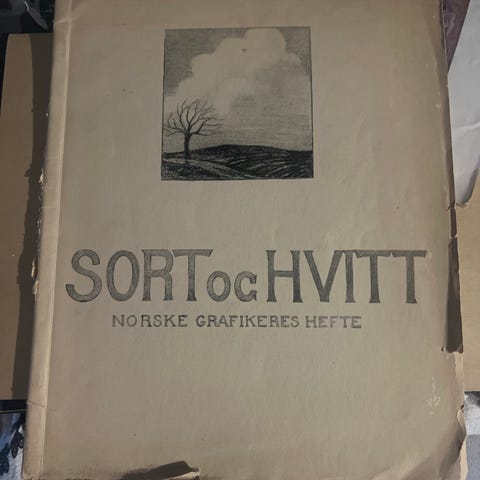 SORT OG HVITT
NORSKE GRAFIKERES HEFTE